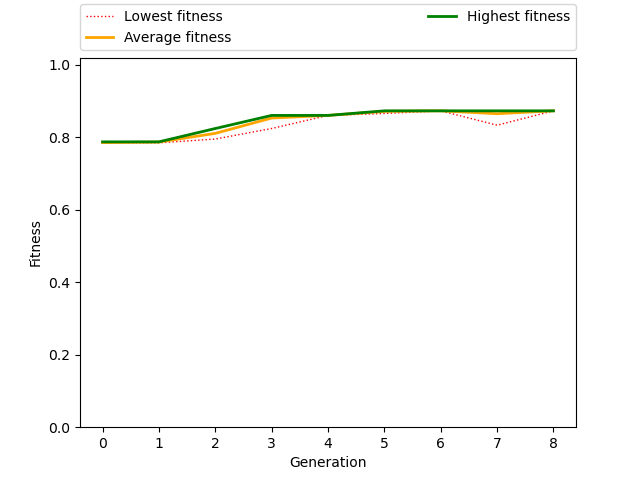 Lowest fitness
Average fitness
Highest fitness
1.0
0.8
0.6
0.4
0.2
0.0
Fitness
0 1 2 3 4 5 6 7 8
Generation